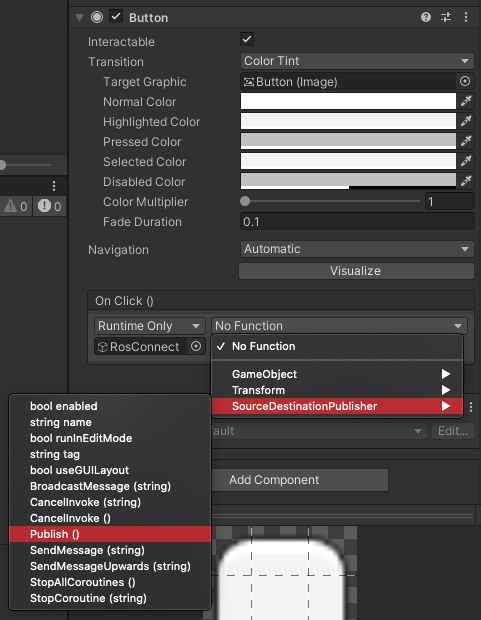 Button
Interactable
Transition Color Tint
Target Graphic Button (Image)
Normal Color
Highlighted Color
Pressed Color
Selected Color
Disabled Color
0 0
Color Multiplier 1
Fade Duration 0.1
Navigation Automatic
Visualize
On Click ()
Runtime Only No Function
RosConnect
No Function
GameObject
Transform
SourceDestinationPublisher
Edit...
bool enabled
string name
bool runInEditMode
string tag
bool useGUILayout
BroadcastMessage (string)
CancelInvoke (string)
CancelInvoke ()
Publish ()
SendMessage (string)
SendMessageUpwards (string)
StopAllCoroutines ()
StopCoroutine (string)
Add Component